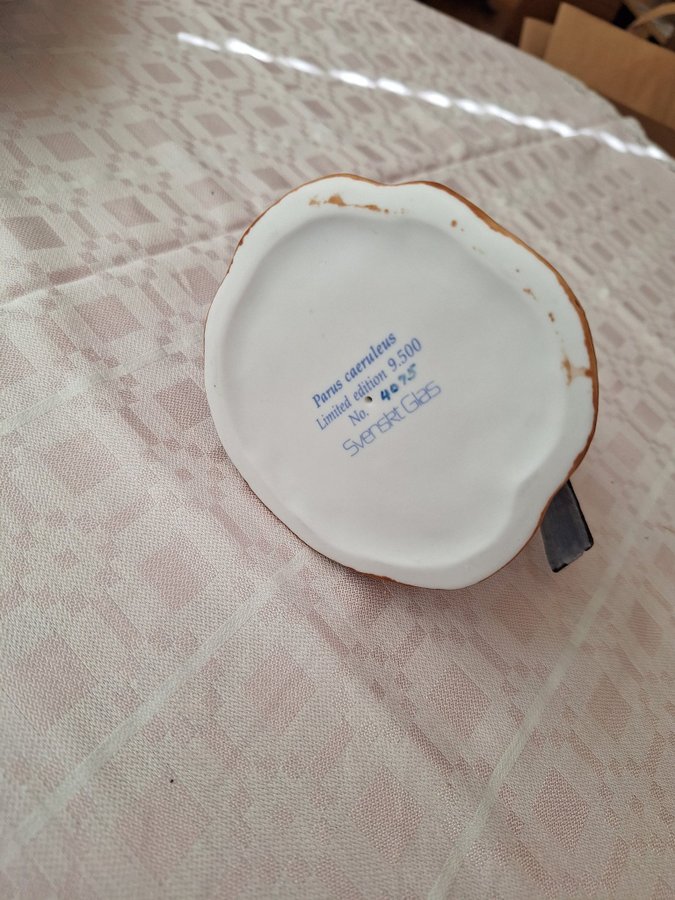 Parus caeruleus
Limited edition 9.500
No. 4075
Svenskt Glas